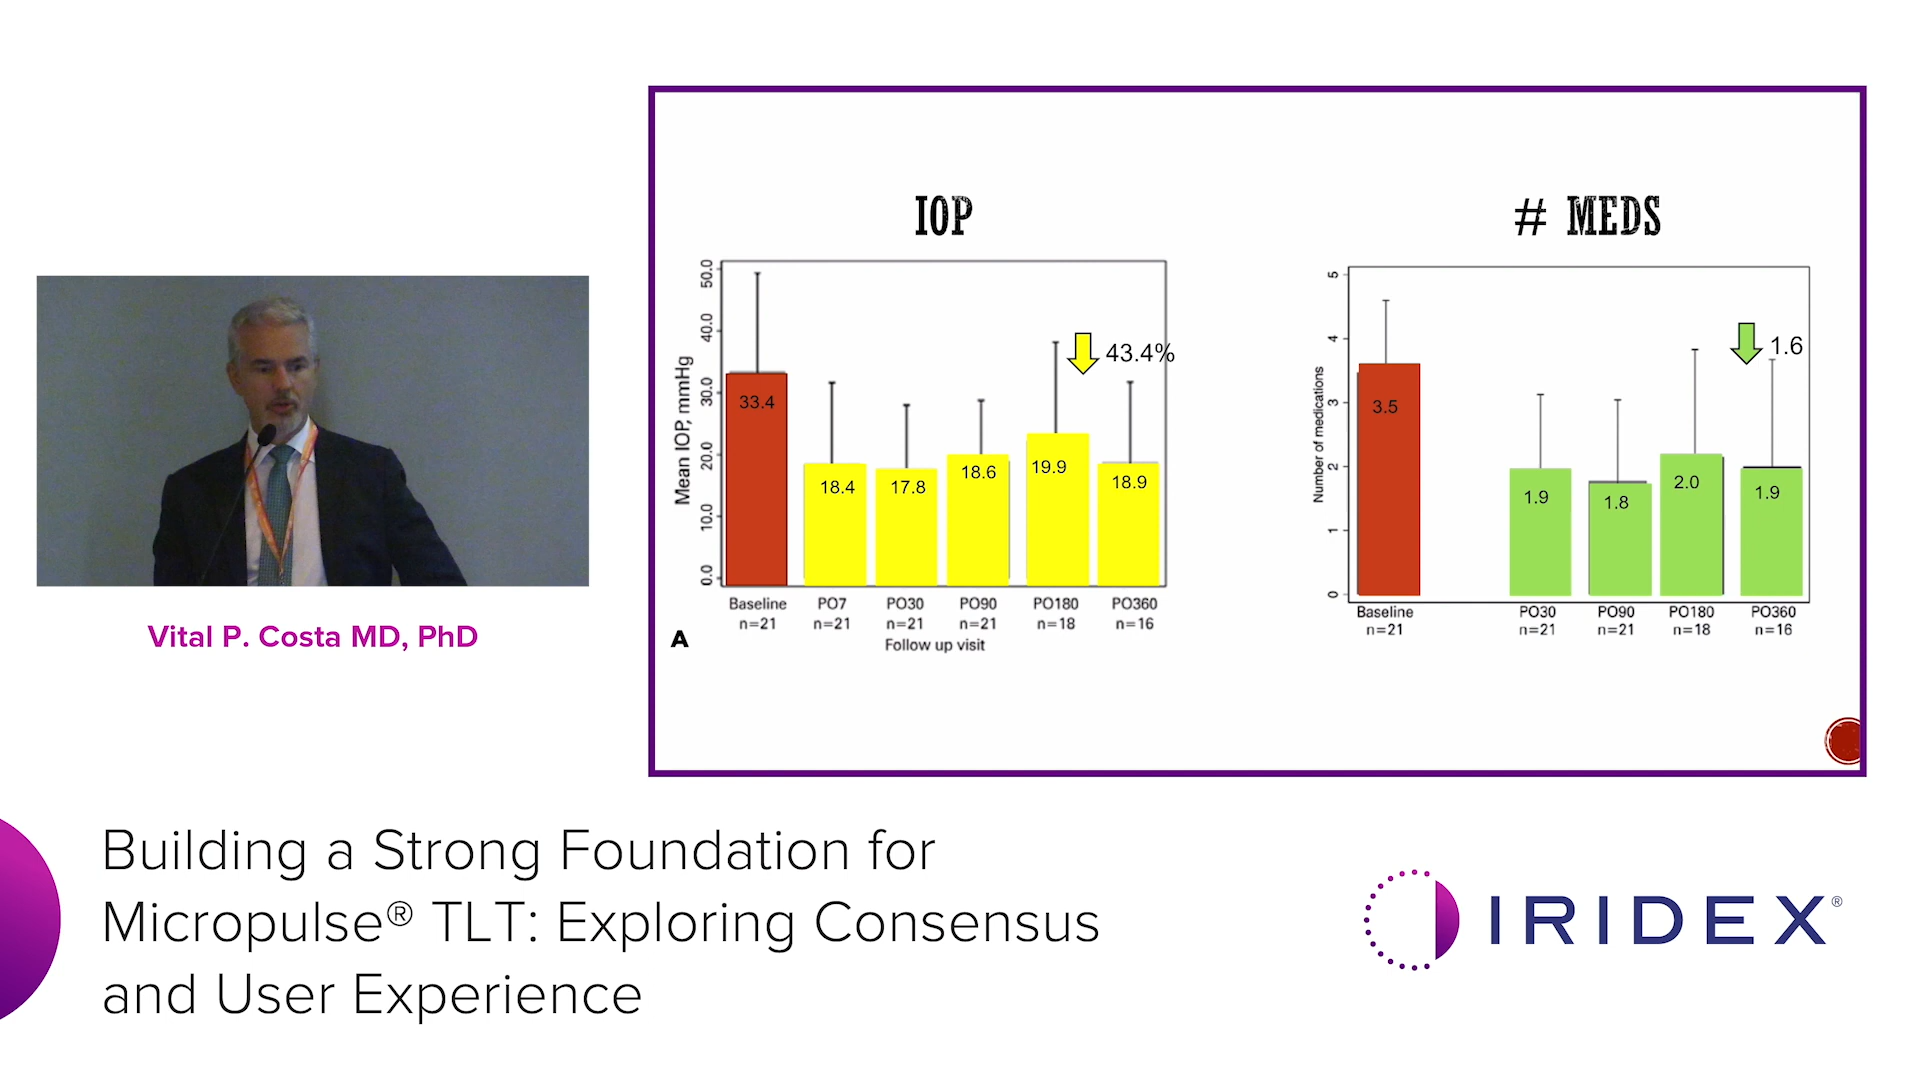 IOP
50.0
40.0
30.0
20.0
10.0
0.0
Mean IOP, mmHg
33.4
18.4
17.8
18.6
19.9
18.9
43.4%
Baseline PO7 PO30 PO90 PO180 PO360
n=21 n=21 n=21 n=21 n=18 n=16
Follow up visit
A
# MEDS
5
4
3
2
1
0
Number of medications
3.5
1.9
1.8
2.0
1.9
1.6
Baseline PO30 PO90 PO180 PO360
n=21 n=21 n=21 n=18 n=16
Vital P. Costa MD, PhD
Building a Strong Foundation for
Micropulse® TLT: Exploring Consensus
and User Experience
IRIDEX®